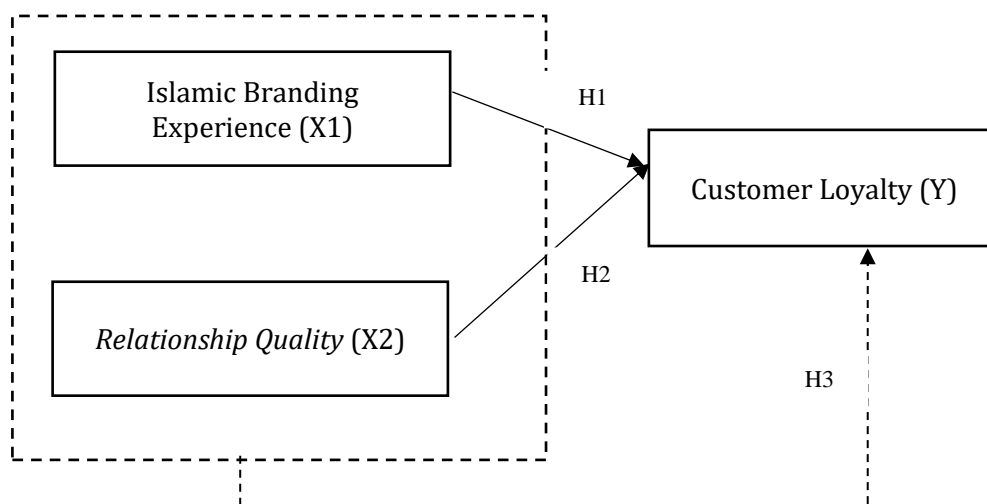 Islamic Branding
Experience (X1)
H1
Customer Loyalty (Y)
H2
Relationship Quality (X2)
H3